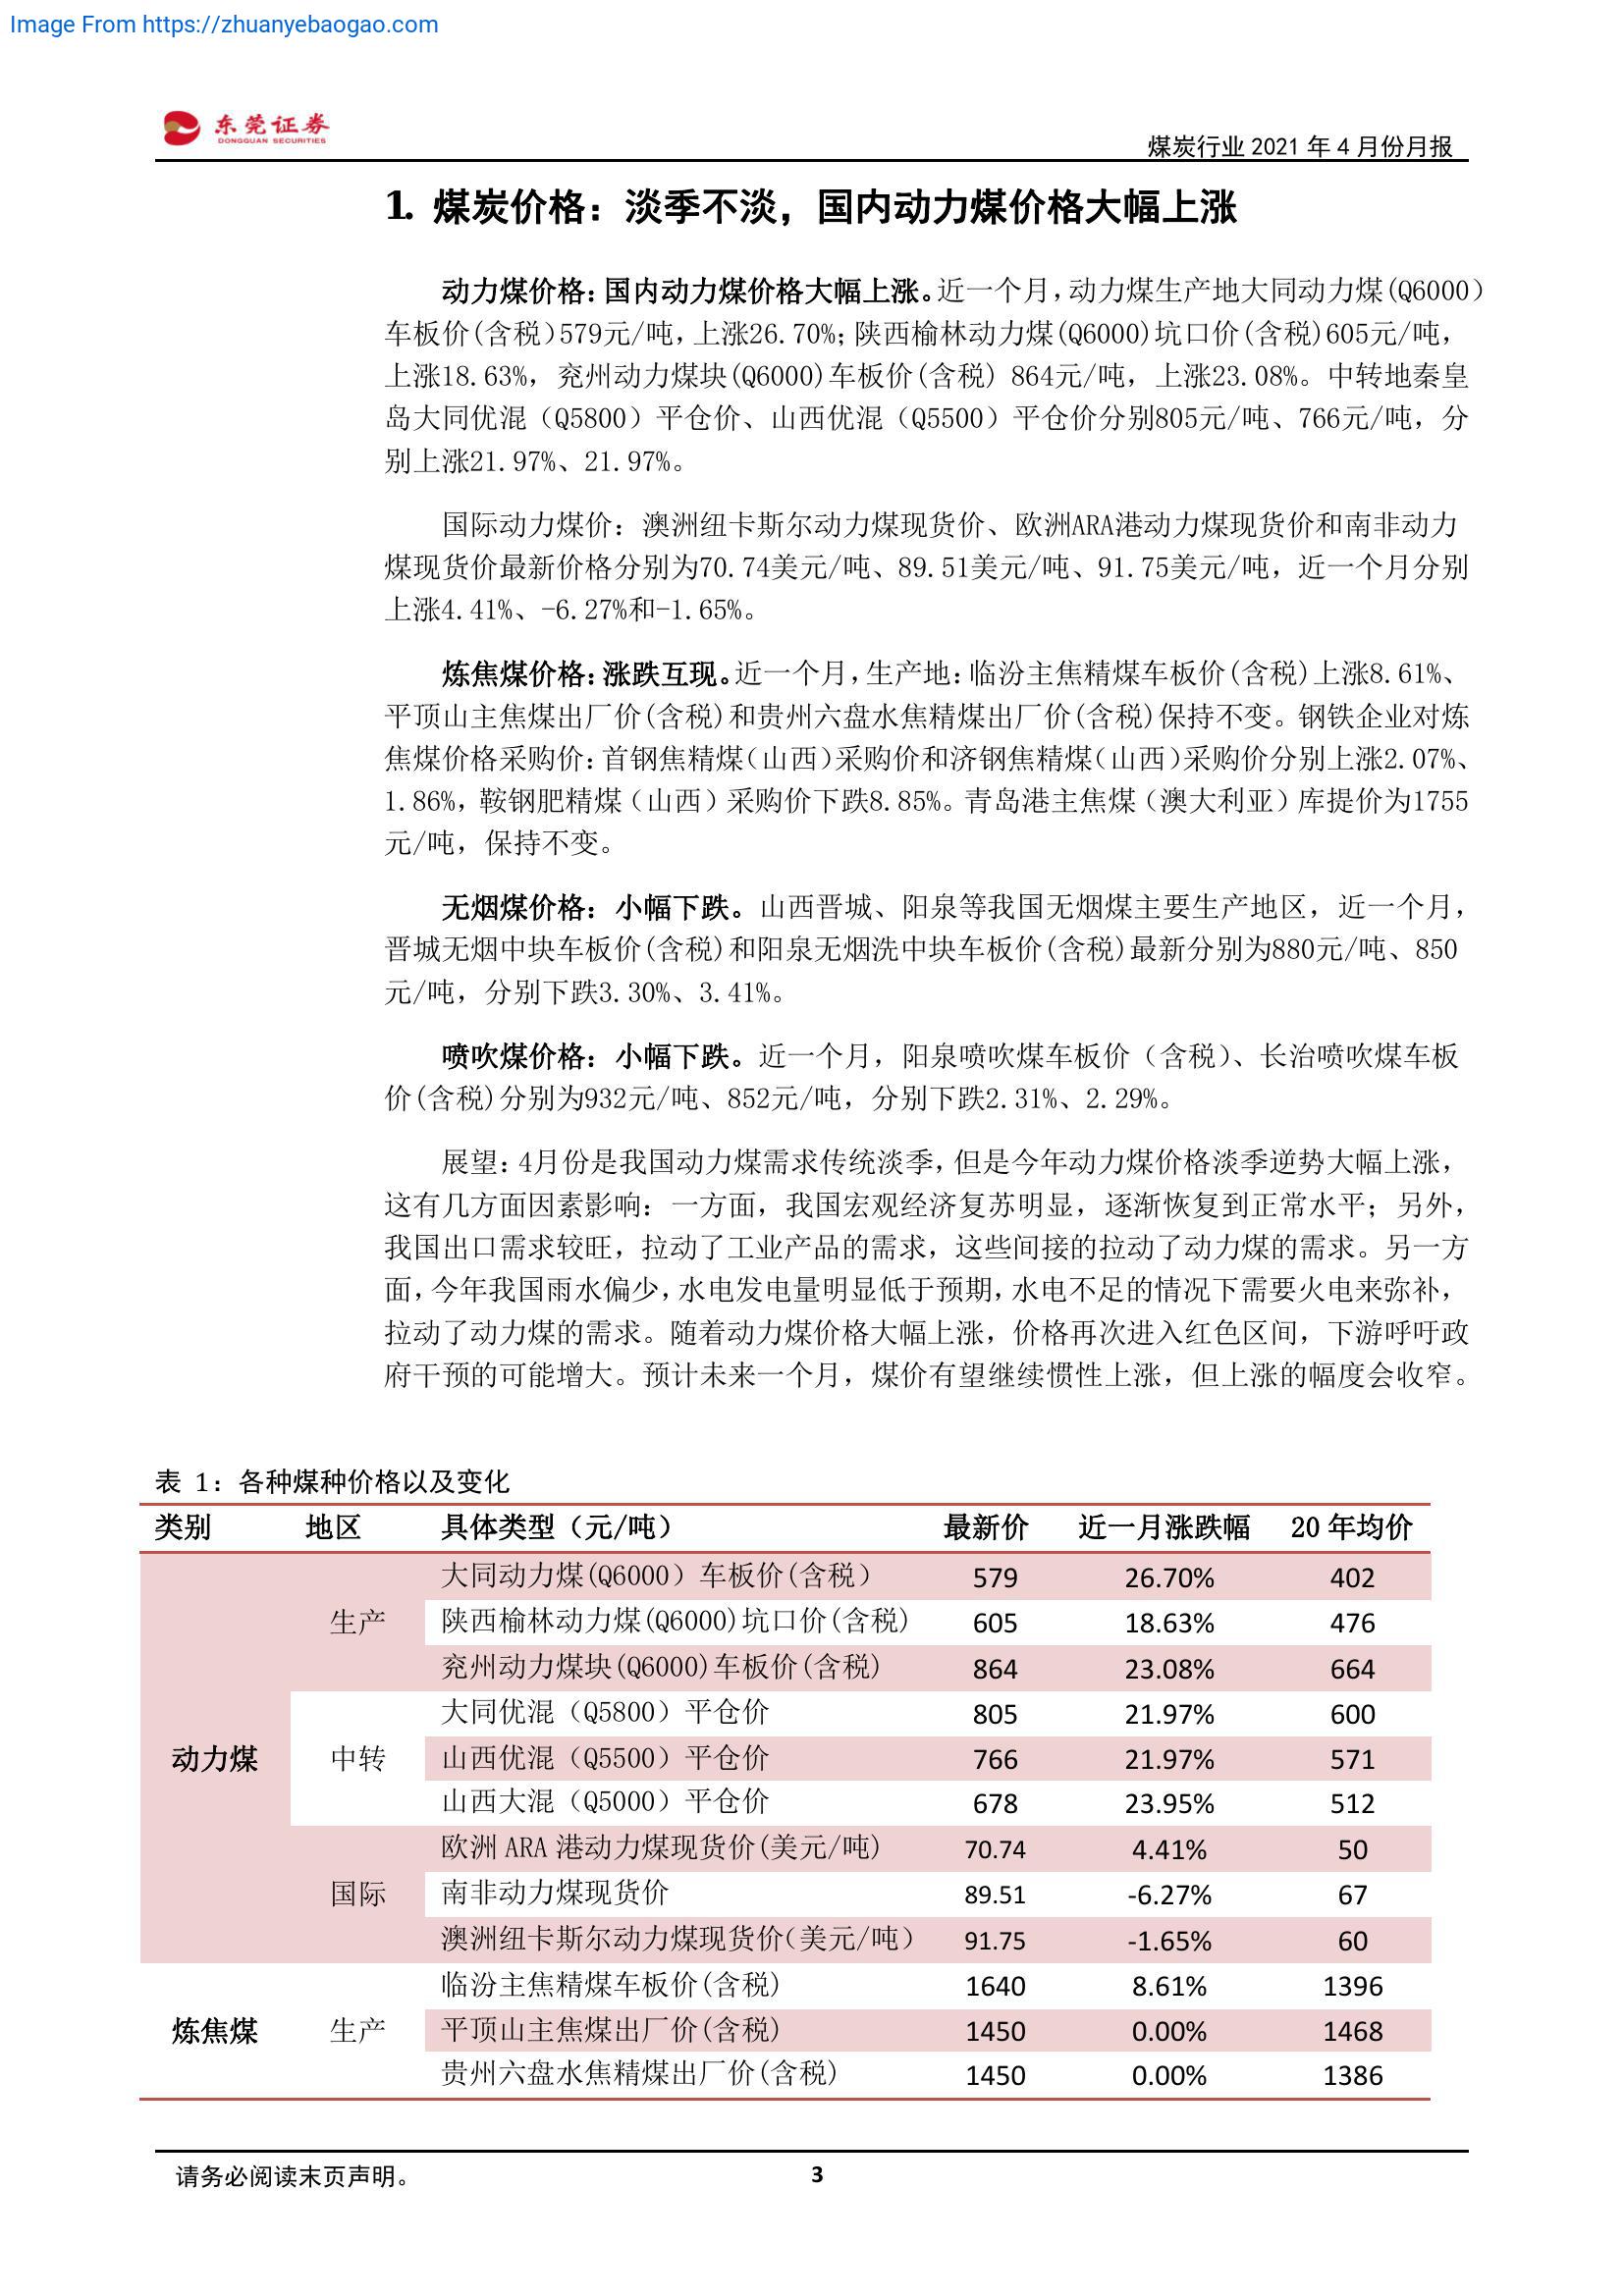 Image From https://zhuanyebaogao.com
东莞证券
DONGGUAN SECURITIES
煤炭行业 2021 年 4 月份月报
1. 煤炭价格：淡季不淡，国内动力煤价格大幅上涨
动力煤价格：国内动力煤价格大幅上涨。近一个月，动力煤生产地大同动力煤(Q6000）
车板价(含税）579元/吨，上涨26.70%；陕西榆林动力煤(Q6000)坑口价(含税)605元/吨，
上涨18.63%，兖州动力煤块(Q6000)车板价(含税) 864元/吨，上涨23.08%。中转地秦皇
岛大同优混（Q5800）平仓价、山西优混（Q5500）平仓价分别805元/吨、766元/吨，分
别上涨21.97%、21.97%。
国际动力煤价：澳洲纽卡斯尔动力煤现货价、欧洲ARA港动力煤现货价和南非动力
煤现货价最新价格分别为70.74美元/吨、89.51美元/吨、91.75美元/吨，近一个月分别
上涨4.41%、-6.27%和-1.65%。
炼焦煤价格：涨跌互现。近一个月，生产地：临汾主焦精煤车板价(含税)上涨8.61%、
平顶山主焦煤出厂价(含税)和贵州六盘水焦精煤出厂价(含税)保持不变。钢铁企业对炼
焦煤价格采购价：首钢焦精煤（山西）采购价和济钢焦精煤（山西）采购价分别上涨2.07%、
1.86%，鞍钢肥精煤（山西）采购价下跌8.85%。青岛港主焦煤（澳大利亚）库提价为1755
元/吨，保持不变。
无烟煤价格：小幅下跌。山西晋城、阳泉等我国无烟煤主要生产地区，近一个月，
晋城无烟中块车板价(含税)和阳泉无烟洗中块车板价(含税)最新分别为880元/吨、850
元/吨，分别下跌3.30%、3.41%。
喷吹煤价格：小幅下跌。近一个月，阳泉喷吹煤车板价（含税）、长治喷吹煤车板
价(含税)分别为932元/吨、852元/吨，分别下跌2.31%、2.29%。
展望：4月份是我国动力煤需求传统淡季，但是今年动力煤价格淡季逆势大幅上涨，
这有几方面因素影响：一方面，我国宏观经济复苏明显，逐渐恢复到正常水平；另外，
我国出口需求较旺，拉动了工业产品的需求，这些间接的拉动了动力煤的需求。另一方
面，今年我国雨水偏少，水电发电量明显低于预期，水电不足的情况下需要火电来弥补，
拉动了动力煤的需求。随着动力煤价格大幅上涨，价格再次进入红色区间，下游呼吁政
府干预的可能增大。预计未来一个月，煤价有望继续惯性上涨，但上涨的幅度会收窄。
表 1：各种煤种价格以及变化
类别 地区 具体类型（元/吨） 最新价 近一月涨跌幅 20 年均价
大同动力煤(Q6000）车板价(含税） 579 26.70% 402
生产 陕西榆林动力煤(Q6000)坑口价(含税) 605 18.63% 476
兖州动力煤块(Q6000)车板价(含税) 864 23.08% 664
大同优混（Q5800）平仓价 805 21.97% 600
动力煤 中转 山西优混（Q5500）平仓价 766 21.97% 571
山西大混（Q5000）平仓价 678 23.95% 512
欧洲 ARA 港动力煤现货价(美元/吨) 70.74 4.41% 50
国际 南非动力煤现货价 89.51 -6.27% 67
澳洲纽卡斯尔动力煤现货价（美元/吨） 91.75 -1.65% 60
临汾主焦精煤车板价(含税) 1640 8.61% 1396
炼焦煤 生产 平顶山主焦煤出厂价(含税) 1450 0.00% 1468
贵州六盘水焦精煤出厂价(含税) 1450 0.00% 1386
请务必阅读末页声明。
3